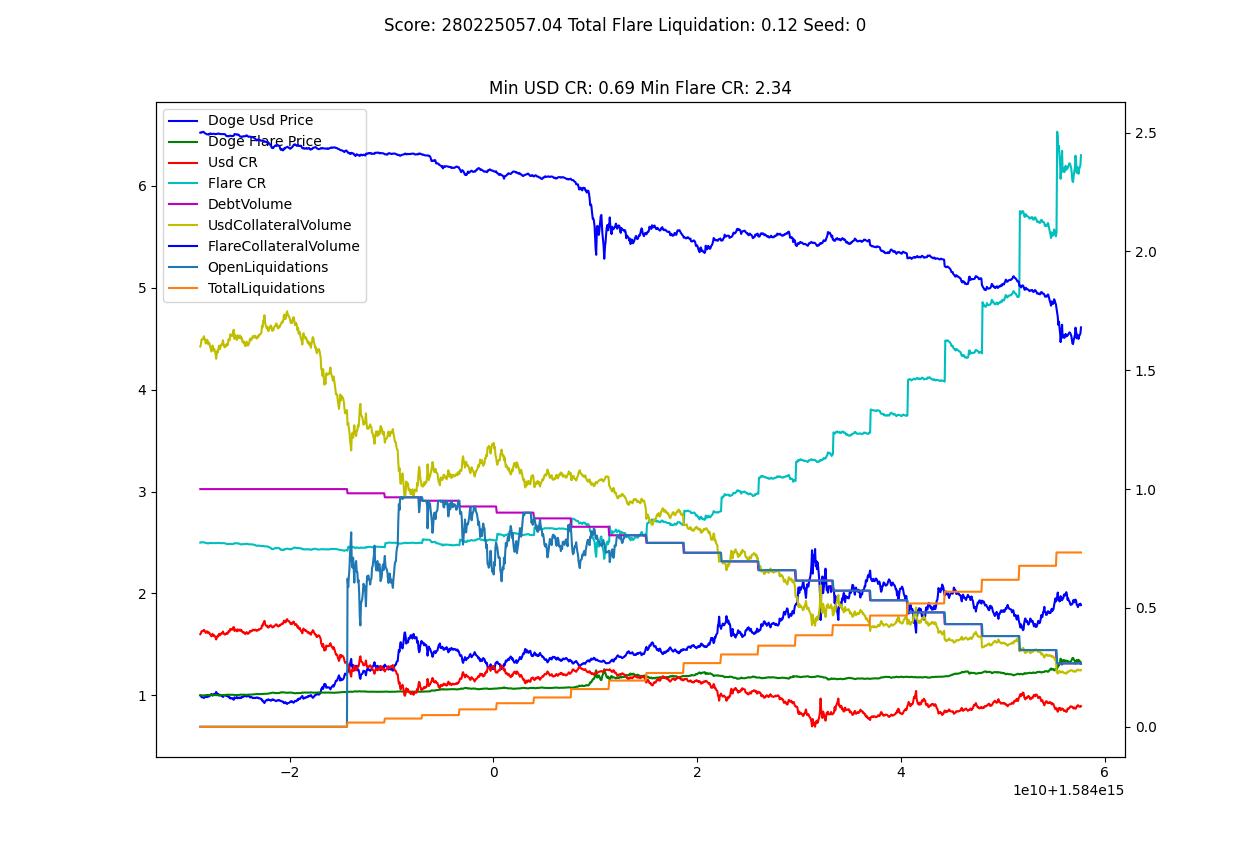 Score: 280225057.04 Total Flare Liquidation: 0.12 Seed: 0
Min USD CR: 0.69 Min Flare CR: 2.34
Doge Usd Price
Doge Flare Price
Usd CR
Flare CR
DebtVolume
UsdCollateralVolume
FlareCollateralVolume
OpenLiquidations
TotalLiquidations
6
5
4
3
2
1
2.5
2.0
1.5
1.0
0.5
0.0
−2 0 2 4 6
1e10+1.584e15